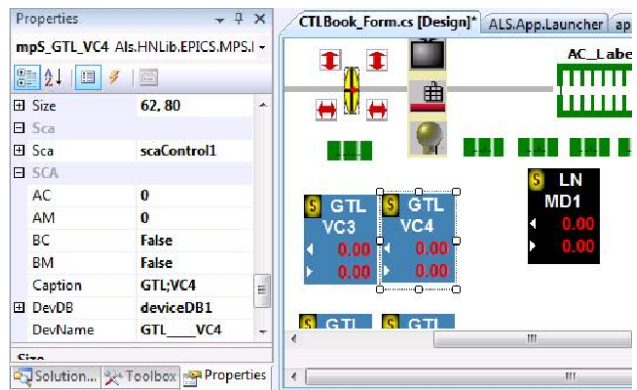 Properties
mpS_GTL_VC4 Als.HNLib.EPICS.MPS.I
Size 62, 80
Sca
Sca scaControl1
SCA
AC 0
AM 0
BC False
BM False
Caption GTL;VC4
DevDB deviceDB1
DevName GTL____VC4
Size
Solution... Toolbox Properties
CTLBook_Form.cs [Design]* ALS.App.Launcher ap
AC_Labe
S GTL
VC3
0.00
0.00
S GTL
VC4
0.00
0.00
S LN
MD1
0.00
0.00
S GTL
S GTL